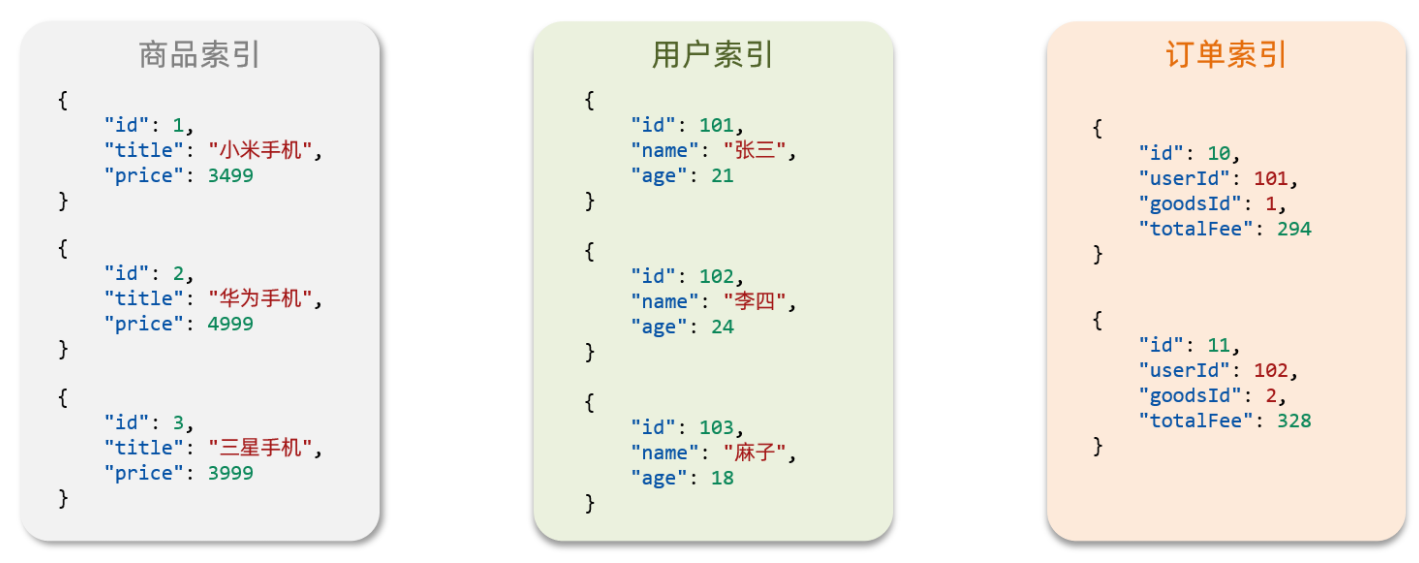 商品索引
{
"id": 1,
"title": "小米手机",
"price": 3499
}
{
"id": 2,
"title": "华为手机",
"price": 4999
}
{
"id": 3,
"title": "三星手机",
"price": 3999
}
用户索引
{
"id": 101,
"name": "张三",
"age": 21
}
{
"id": 102,
"name": "李四",
"age": 24
}
{
"id": 103,
"name": "麻子",
"age": 18
}
订单索引
{
"id": 10,
"userId": 101,
"goodsId": 1,
"totalFee": 294
}
{
"id": 11,
"userId": 102,
"goodsId": 2,
"totalFee": 328
}